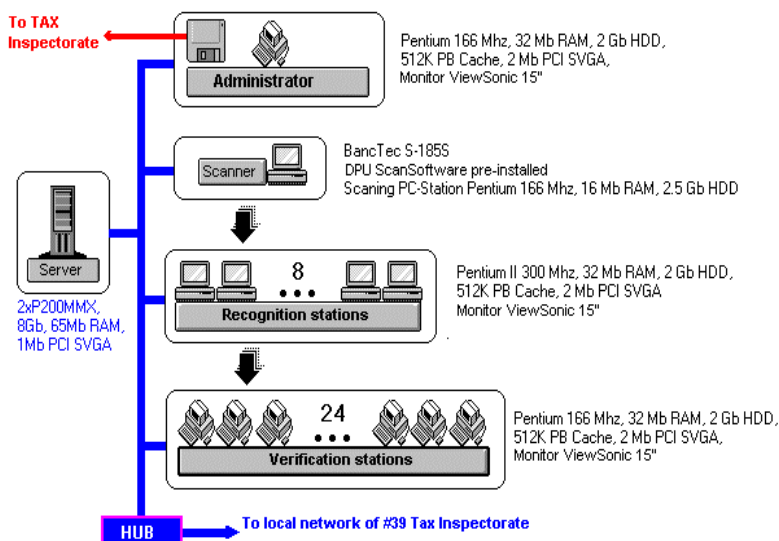 To TAX
Inspectorate
Administrator
Pentium 166 Mhz, 32 Mb RAM, 2 Gb HDD,
512K PB Cache, 2 Mb PCI SVGA,
Monitor ViewSonic 15"
Scanner
BancTec S-185S
DPU ScanSoftware pre-installed
Scaning PC-Station Pentium 166 Mhz, 16 Mb RAM, 2.5 Gb HDD
Server
2xP200MMX,
8Gb, 65Mb RAM,
1Mb PCI SVGA
8
Recognition stations
Pentium II 300 Mhz, 32 Mb RAM, 2 Gb HDD,
512K PB Cache, 2 Mb PCI SVGA
Monitor ViewSonic 15"
24
Verification stations
Pentium 166 Mhz, 32 Mb RAM, 2 Gb HDD,
512K PB Cache, 2 Mb PCI SVGA,
Monitor ViewSonic 15"
HUB
To local network of #39 Tax Inspectorate